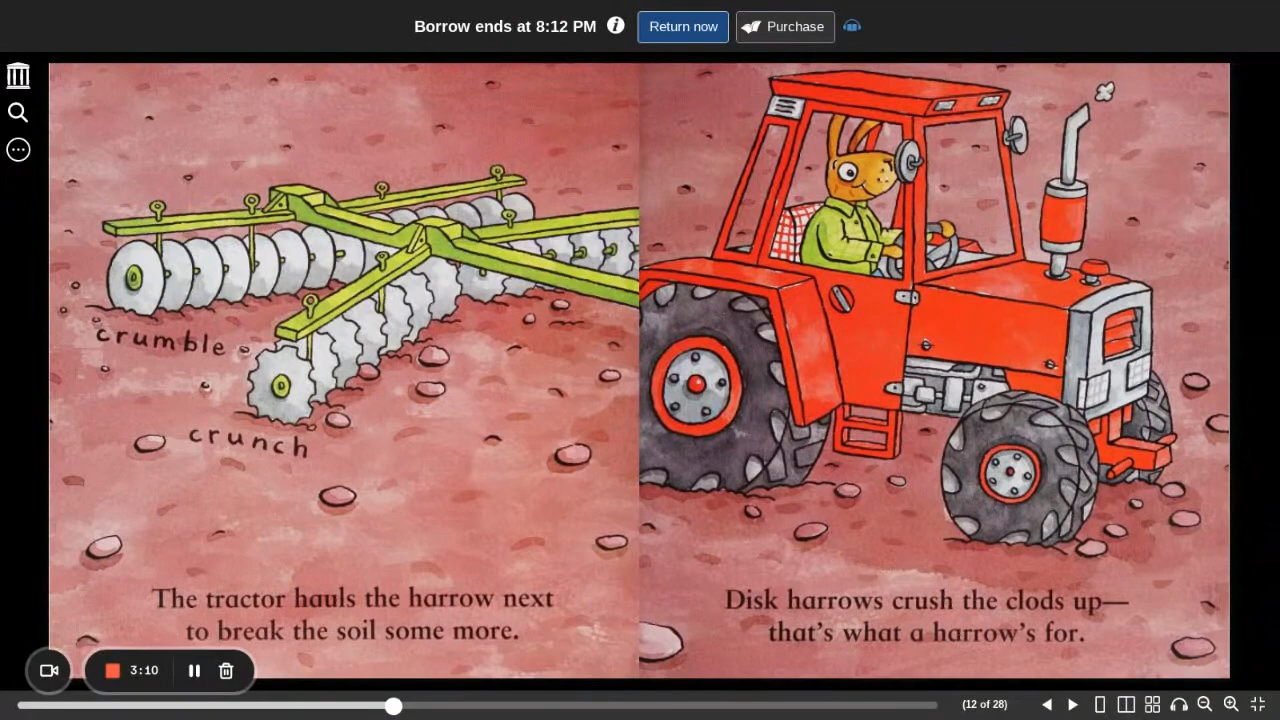 Borrow ends at 8:12 PM
Return now
Purchase
crumble
crunch
The tractor hauls the harrow next
to break the soil some more.
Disk harrows crush the clods up—
that's what a harrow's for.
3:10
(12 of 28)